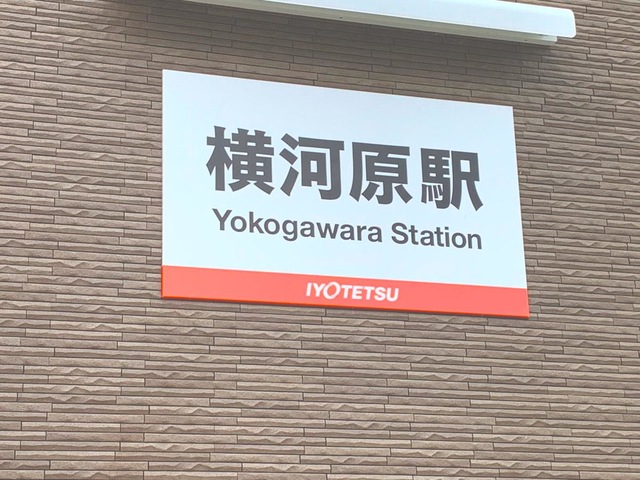 横河原駅
Yokogawara Station
IYOTETSU